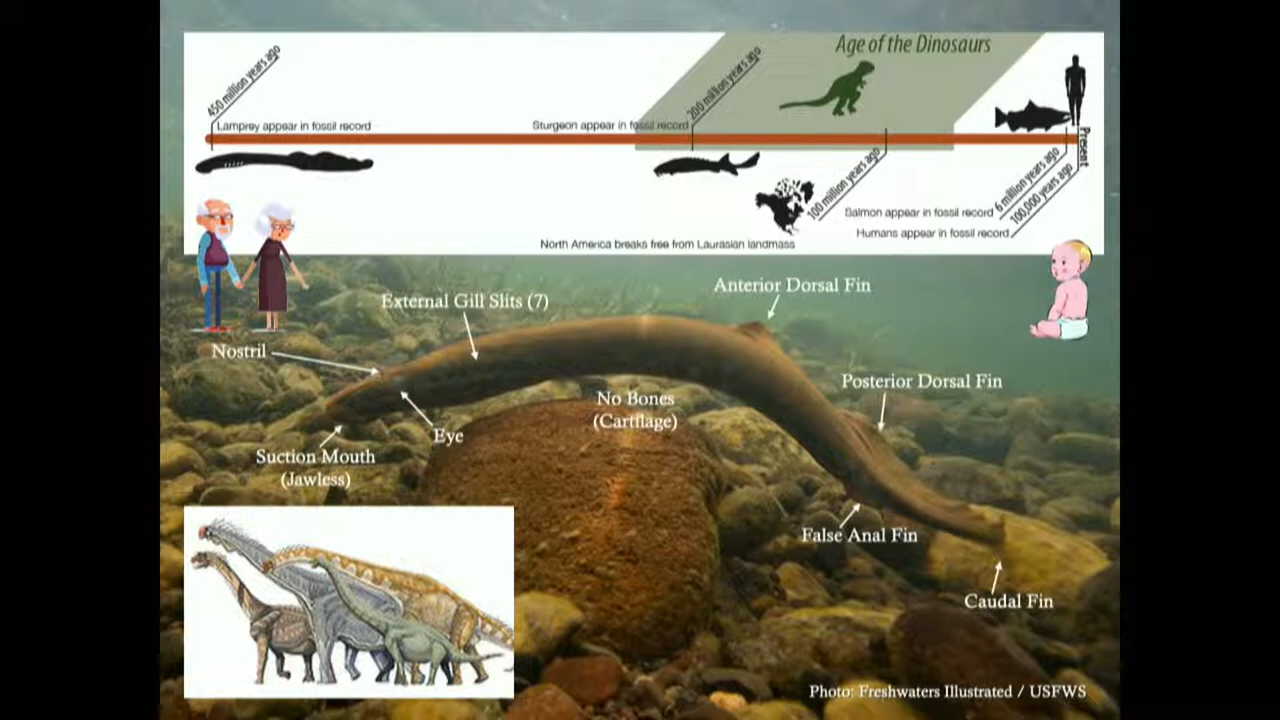 Age of the Dinosaurs
450 million years ago
200 million years ago
Lamprey appear in fossil record
Sturgeon appear in fossil record
Present
100 million years ago
6 million years ago
100,000 years ago
Salmon appear in fossil record
Humans appear in fossil record
North America breaks free from Laurasian landmass
Anterior Dorsal Fin
External Gill Slits (7)
Nostril
Posterior Dorsal Fin
No Bones
(Cartilage)
Eye
Suction Mouth
(Jawless)
False Anal Fin
Caudal Fin
Photo: Freshwaters Illustrated / USFWS